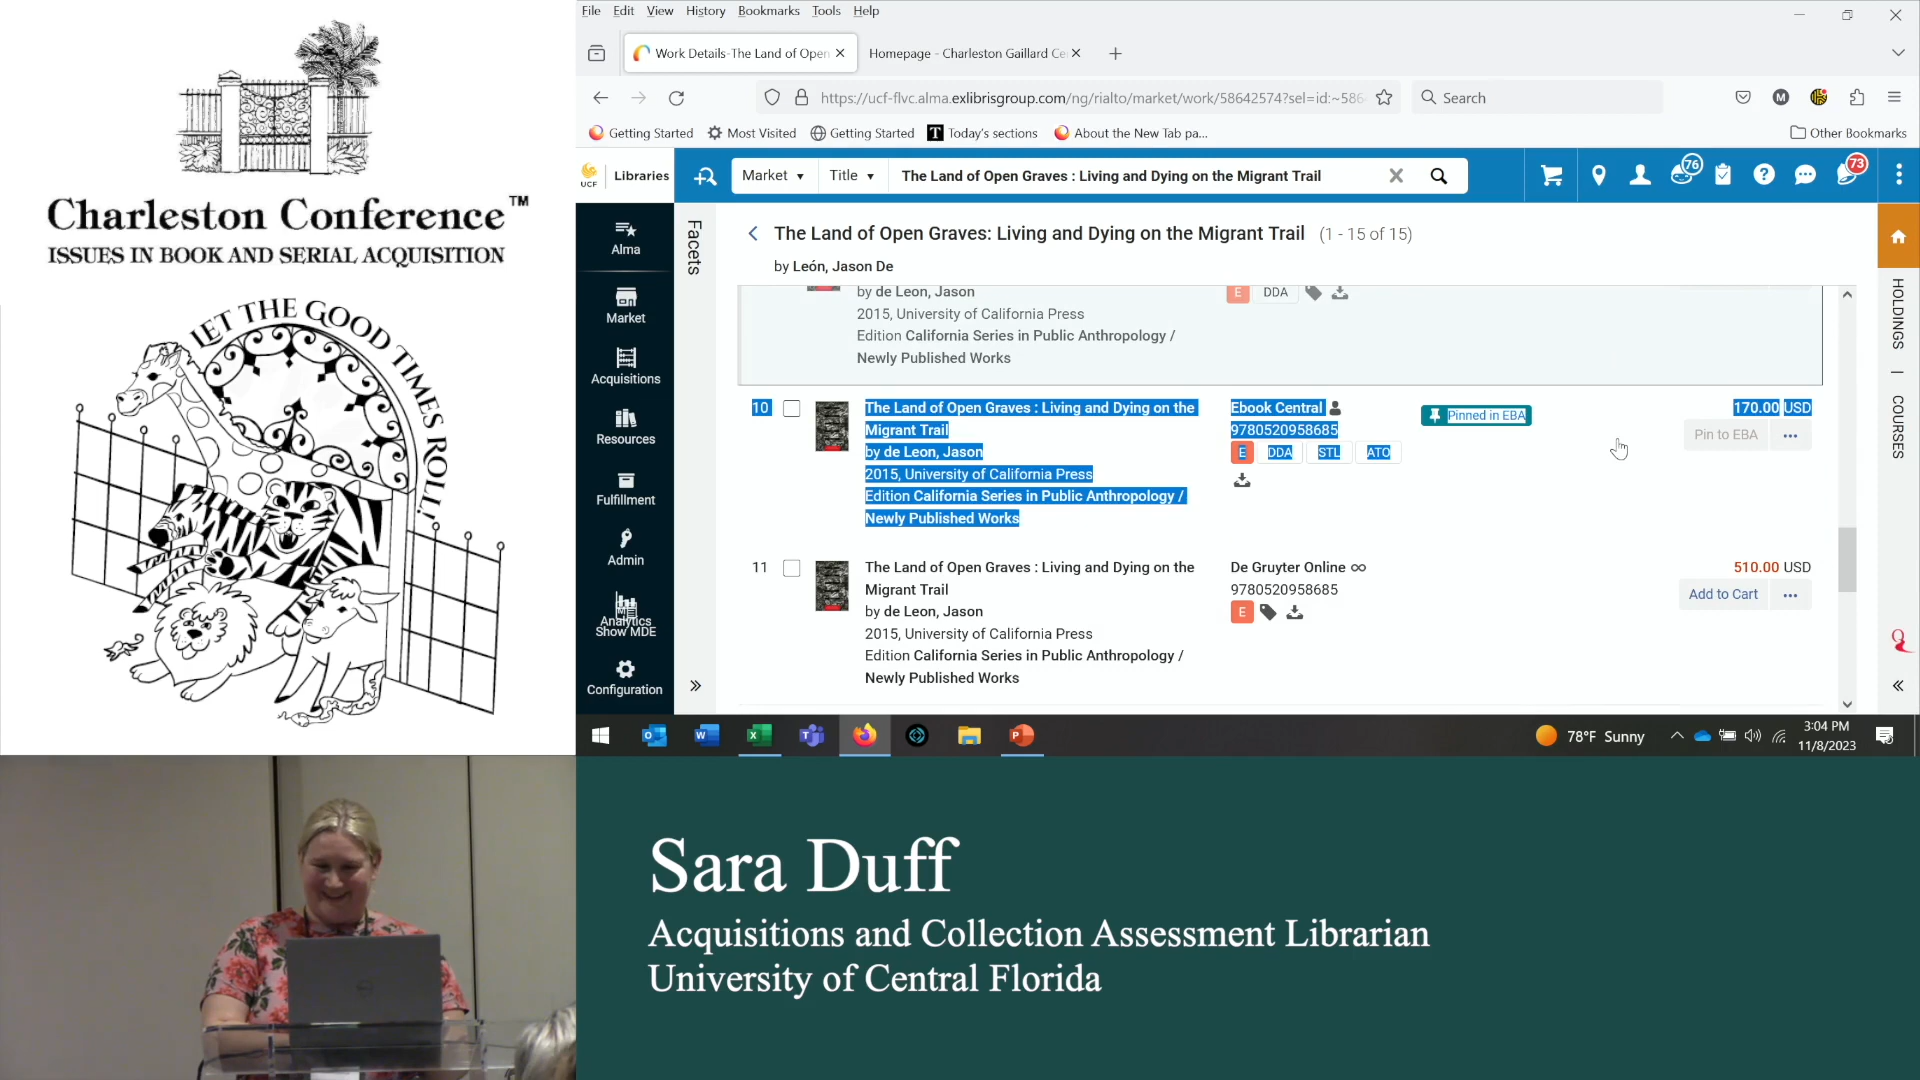 Charleston Conference™
ISSUES IN BOOK AND SERIAL ACQUISITION
LET THE GOOD TIMES ROLL!
File Edit View History Bookmarks Tools Help
Work Details-The Land of Open
Homepage - Charleston Gaillard Ce
https://ucf-flvc.alma.exlibrisgroup.com/ng/rialto/market/work/58642574?sel=id:~586
Search
Getting Started
Most Visited
Getting Started
Today's sections
About the New Tab pa...
Other Bookmarks
UCF
Libraries
Market
Title
The Land of Open Graves : Living and Dying on the Migrant Trail
76
73
Alma
Market
Acquisitions
Resources
Fulfillment
Admin
Analytics
Show MDE
Configuration
Facets
The Land of Open Graves: Living and Dying on the Migrant Trail (1 - 15 of 15)
by León, Jason De
by de Leon, Jason
2015, University of California Press
Edition California Series in Public Anthropology /
Newly Published Works
E DDA
10
The Land of Open Graves : Living and Dying on the
Migrant Trail
by de Leon, Jason
2015, University of California Press
Edition California Series in Public Anthropology /
Newly Published Works
Ebook Central
9780520958685
E DDA STL ATO
Pinned in EBA
170.00 USD
Pin to EBA
11
The Land of Open Graves : Living and Dying on the
Migrant Trail
by de Leon, Jason
2015, University of California Press
Edition California Series in Public Anthropology /
Newly Published Works
De Gruyter Online
9780520958685
E
510.00 USD
Add to Cart
HOLDINGS
COURSES
78°F Sunny
3:04 PM
11/8/2023
Sara Duff
Acquisitions and Collection Assessment Librarian
University of Central Florida